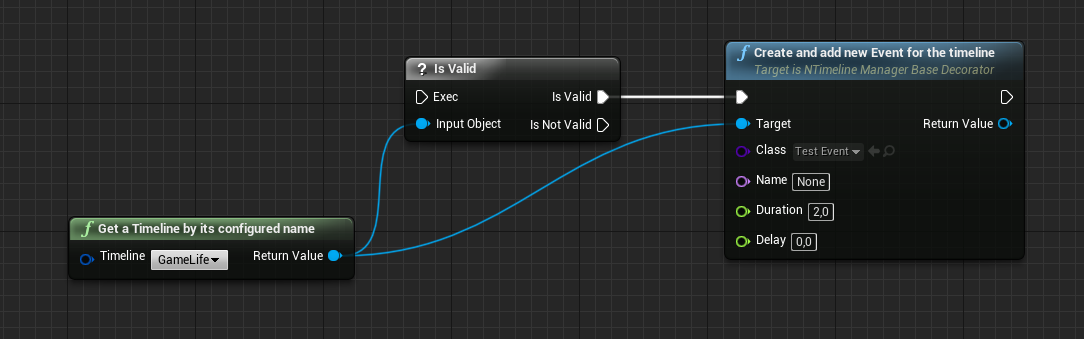 ? Is Valid
Exec
Is Valid
Input Object
Is Not Valid
f Create and add new Event for the timeline
Target is NTimeline Manager Base Decorator
Target
Return Value
Class
Test Event
Name
None
Duration
2,0
Delay
0,0
f Get a Timeline by its configured name
Timeline
GameLife
Return Value